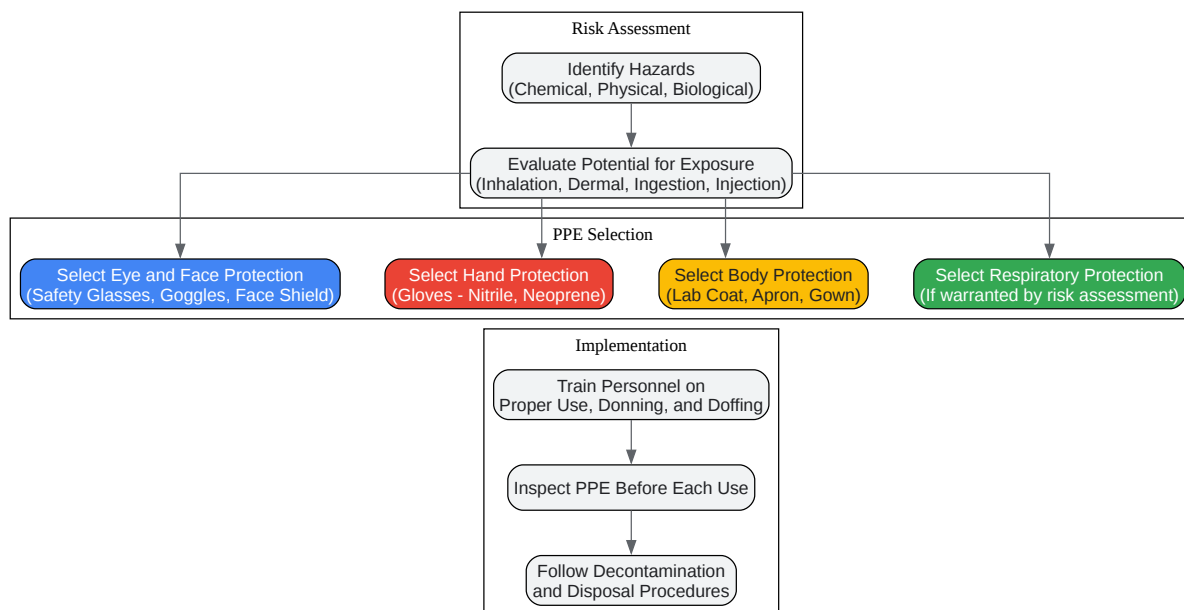 Risk Assessment
Identify Hazards
(Chemical, Physical, Biological)
Evaluate Potential for Exposure
(Inhalation, Dermal, Ingestion, Injection)
PPE Selection
Select Eye and Face Protection
(Safety Glasses, Goggles, Face Shield)
Select Hand Protection
(Gloves - Nitrile, Neoprene)
Select Body Protection
(Lab Coat, Apron, Gown)
Select Respiratory Protection
(If warranted by risk assessment)
Implementation
Train Personnel on
Proper Use, Donning, and Doffing
Inspect PPE Before Each Use
Follow Decontamination
and Disposal Procedures